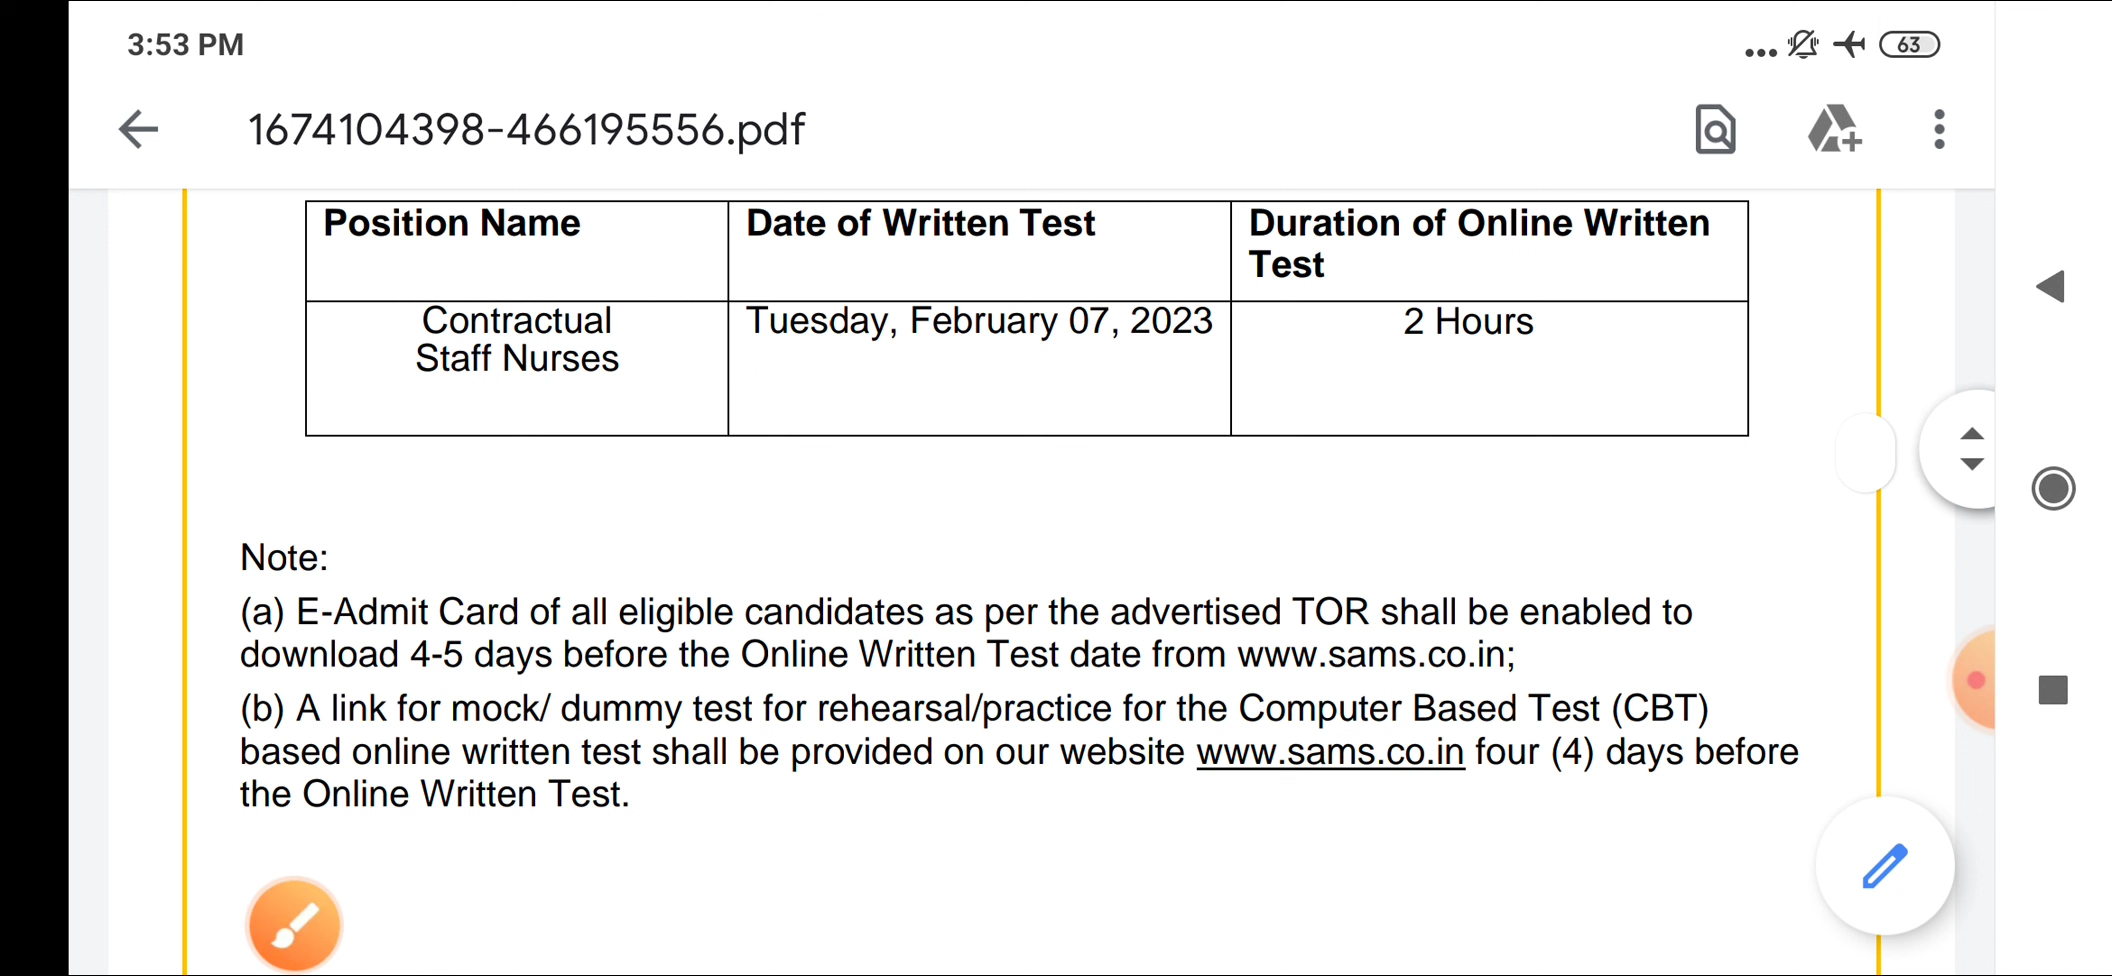 3:53 PM
63
1674104398-466195556.pdf
Position Name
Date of Written Test
Duration of Online Written
Test
Contractual
Staff Nurses
Tuesday, February 07, 2023
2 Hours
Note:
(a) E-Admit Card of all eligible candidates as per the advertised TOR shall be enabled to
download 4-5 days before the Online Written Test date from www.sams.co.in;
(b) A link for mock/ dummy test for rehearsal/practice for the Computer Based Test (CBT)
based online written test shall be provided on our website www.sams.co.in four (4) days before
the Online Written Test.